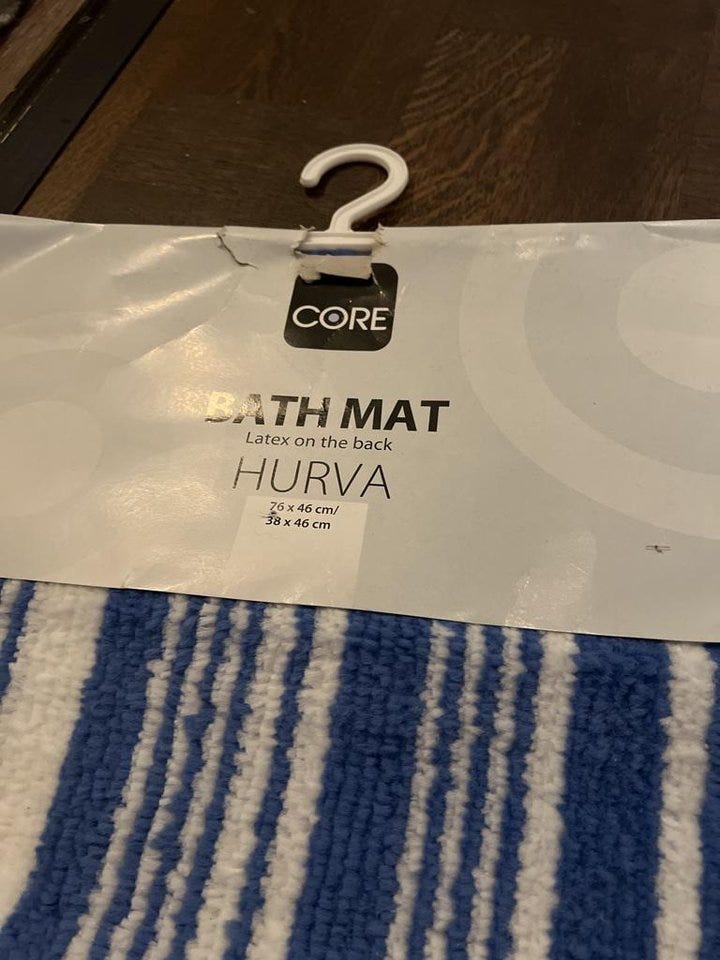 CORE
BATH MAT
Latex on the back
HURVA
76 x 46 cm/
38 x 46 cm